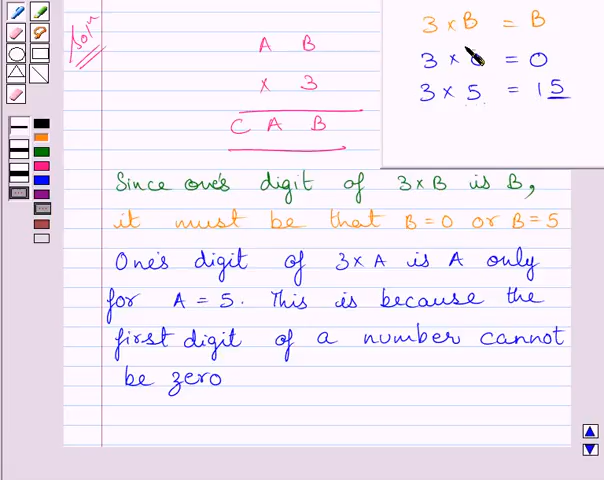 Solⁿ
A B
× 3
C A B
3 × B = B
3 × 0 = 0
3 × 5 = 15
Since one's digit of 3×B is B,
it must be that B=0 or B=5
One's digit of 3×A is A only
for A = 5. This is because the
first digit of a number cannot
be zero